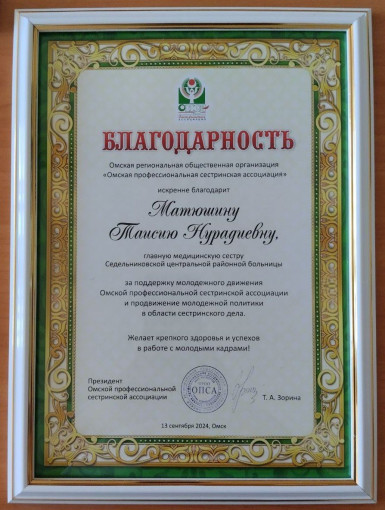 БЛАГОДАРНОСТЬ
Омская региональная общественная организация
«Омская профессиональная сестринская ассоциация»
искренне благодарит
Матюшину
Таисию Нурадиевну,
главную медицинскую сестру
Седельниковской центральной районной больницы
за поддержку молодежного движения
Омской профессиональной сестринской ассоциации
и продвижение молодежной политики
в области сестринского дела.
Желает крепкого здоровья и успехов
в работе с молодыми кадрами!
Президент
Омской профессиональной
сестринской ассоциации
ОПСА
Т. А. Зорина
13 сентября 2024, Омск